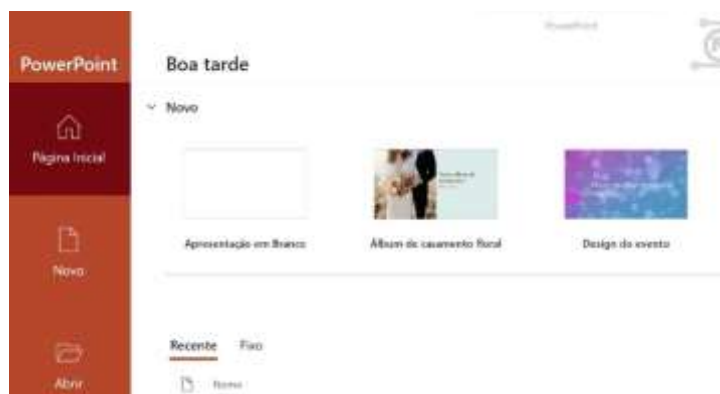 PowerPoint
PowerPoint
Boa tarde
Novo
Página Inicial
Apresentação em Branco
Álbum de casamento floral
Design do evento
Novo
Recente Fixo
Abrir
Nome